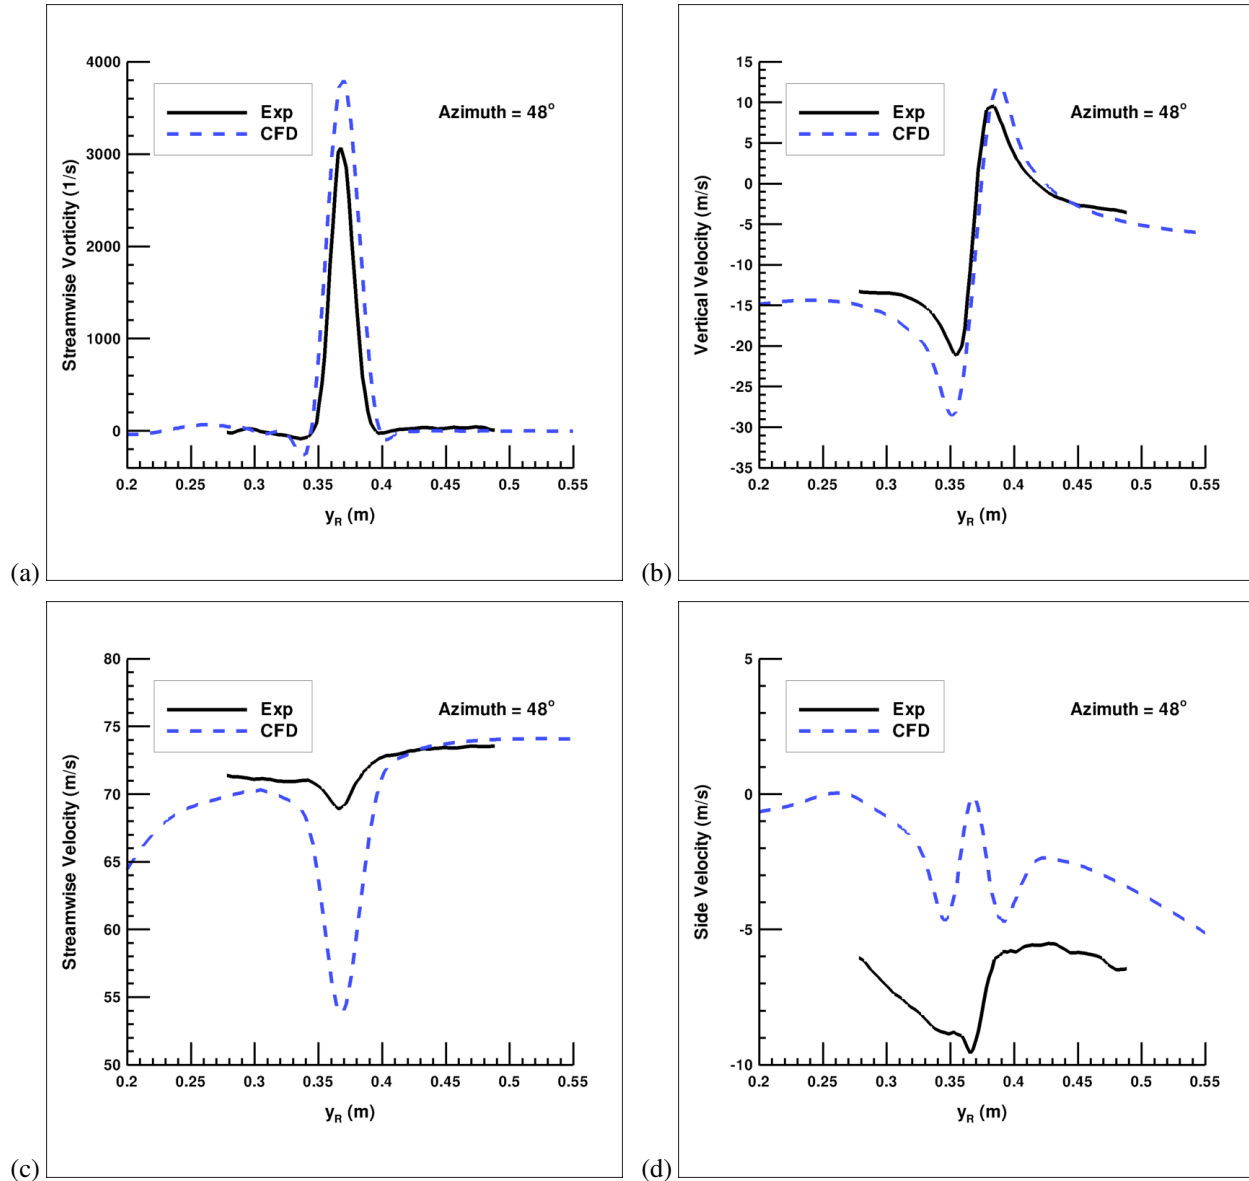 4000
3000
2000
1000
0
Streamwise Vorticity (1/s)
Exp
CFD
Azimuth = 48°
0.2 0.25 0.3 0.35 0.4 0.45 0.5 0.55
y_R (m)
(a)
15
10
5
0
-5
-10
-15
-20
-25
-30
-35
Vertical Velocity (m/s)
Exp
CFD
Azimuth = 48°
0.2 0.25 0.3 0.35 0.4 0.45 0.5 0.55
y_R (m)
(b)
80
75
70
65
60
55
50
Streamwise Velocity (m/s)
Exp
CFD
Azimuth = 48°
0.2 0.25 0.3 0.35 0.4 0.45 0.5 0.55
y_R (m)
(c)
5
0
-5
-10
Side Velocity (m/s)
Exp
CFD
Azimuth = 48°
0.2 0.25 0.3 0.35 0.4 0.45 0.5 0.55
y_R (m)
(d)